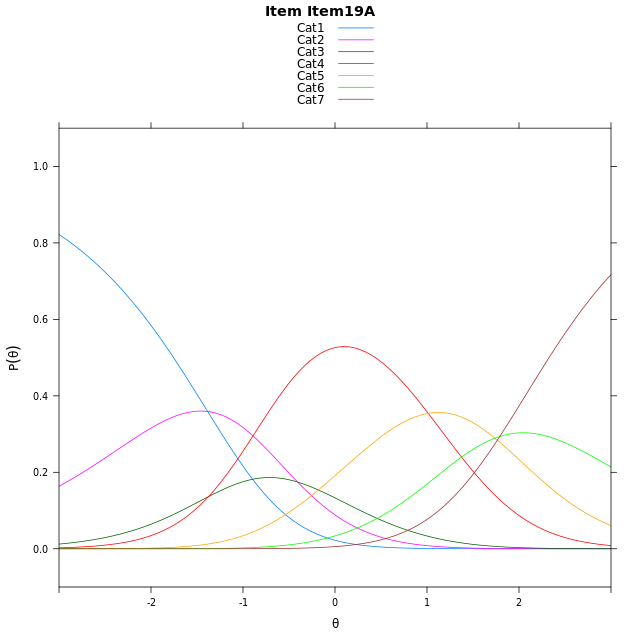 Item Item19A
Cat1
Cat2
Cat3
Cat4
Cat5
Cat6
Cat7
1.0
0.8
0.6
0.4
0.2
0.0
P(θ)
-2 -1 0 1 2
θ